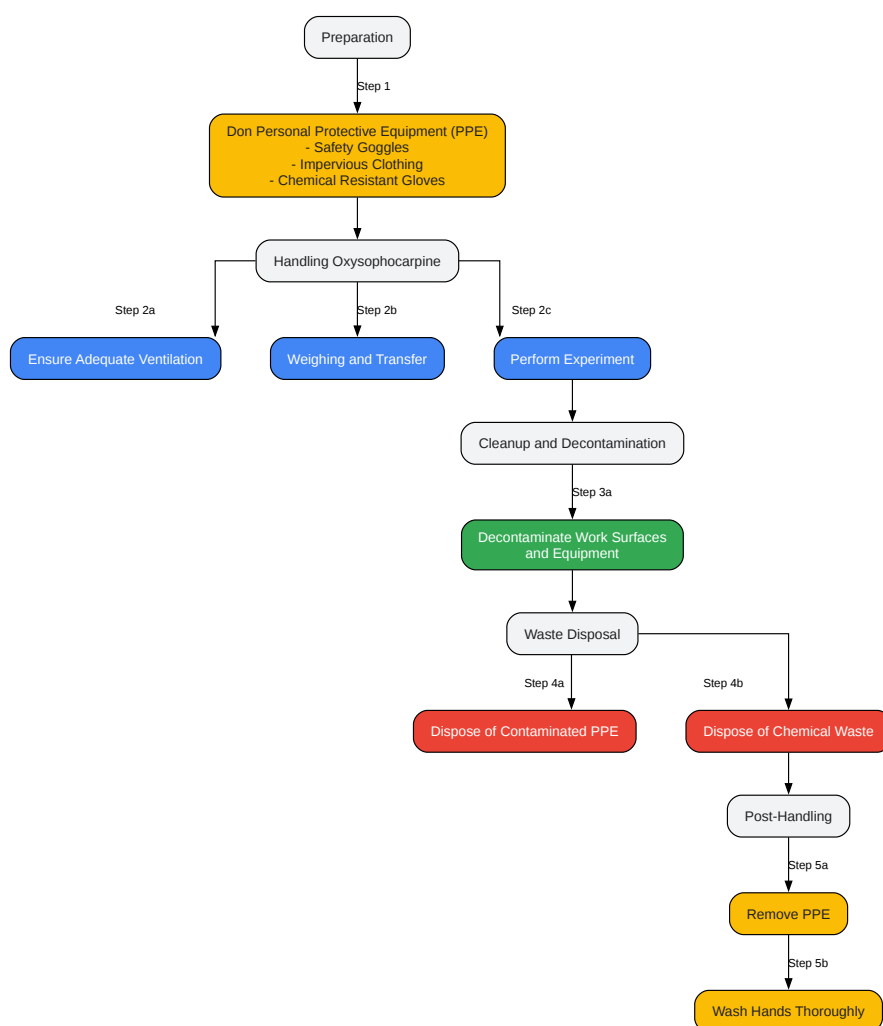 Preparation
Step 1
Don Personal Protective Equipment (PPE)
- Safety Goggles
- Impervious Clothing
- Chemical Resistant Gloves
Handling Oxysophocarpine
Step 2a
Step 2b
Step 2c
Ensure Adequate Ventilation
Weighing and Transfer
Perform Experiment
Cleanup and Decontamination
Step 3a
Decontaminate Work Surfaces
and Equipment
Waste Disposal
Step 4a
Step 4b
Dispose of Contaminated PPE
Dispose of Chemical Waste
Post-Handling
Step 5a
Remove PPE
Step 5b
Wash Hands Thoroughly